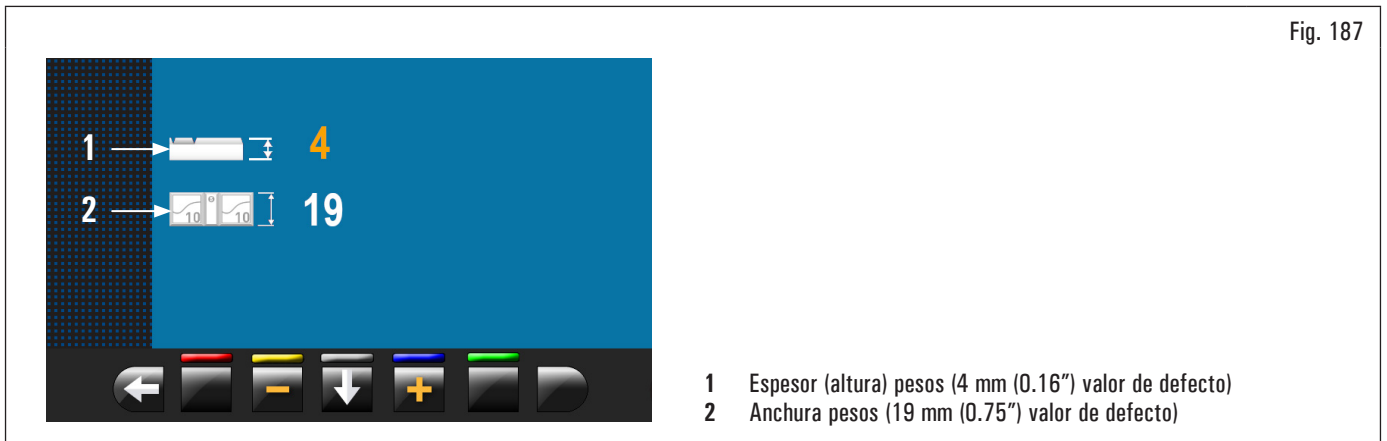 Fig. 187
1 4
10 10
2 19
1 Espesor (altura) pesos (4 mm (0.16”) valor de defecto)
2 Anchura pesos (19 mm (0.75”) valor de defecto)